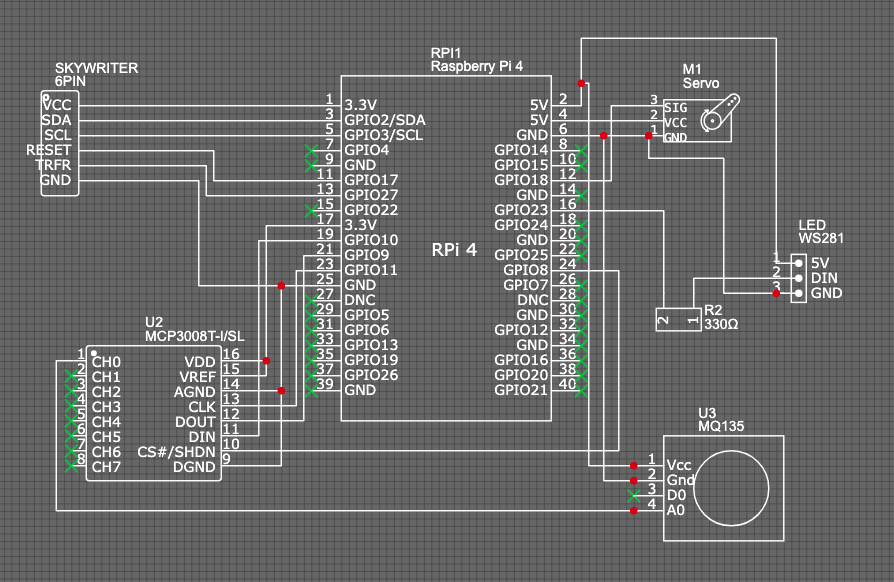 SKYWRITER
6PIN
VCC
SDA
SCL
RESET
TRFR
GND
RPI1
Raspberry Pi 4
RPi 4
1 3.3V
3 GPIO2/SDA
5 GPIO3/SCL
7 GPIO4
9 GND
11 GPIO17
13 GPIO27
15 GPIO22
17 3.3V
19 GPIO10
21 GPIO9
23 GPIO11
25 GND
27 DNC
29 GPIO5
31 GPIO6
33 GPIO13
35 GPIO19
37 GPIO26
39 GND
5V 2
5V 4
GND 6
GPIO14 8
GPIO15 10
GPIO18 12
GND 14
GPIO23 16
GPIO24 18
GND 20
GPIO25 22
GPIO8 24
GPIO7 26
DNC 28
GND 30
GPIO12 32
GND 34
GPIO16 36
GPIO20 38
GPIO21 40
M1
Servo
3 SIG
2 VCC
1 GND
LED
WS281
1 5V
2 DIN
3 GND
R2
330Ω
2 1
U2
MCP3008T-I/SL
1 CH0
2 CH1
3 CH2
4 CH3
5 CH4
6 CH5
7 CH6
8 CH7
VDD 16
VREF 15
AGND 14
CLK 13
DOUT 12
DIN 11
CS#/SHDN 10
DGND 9
U3
MQ135
1 Vcc
2 Gnd
3 D0
4 A0